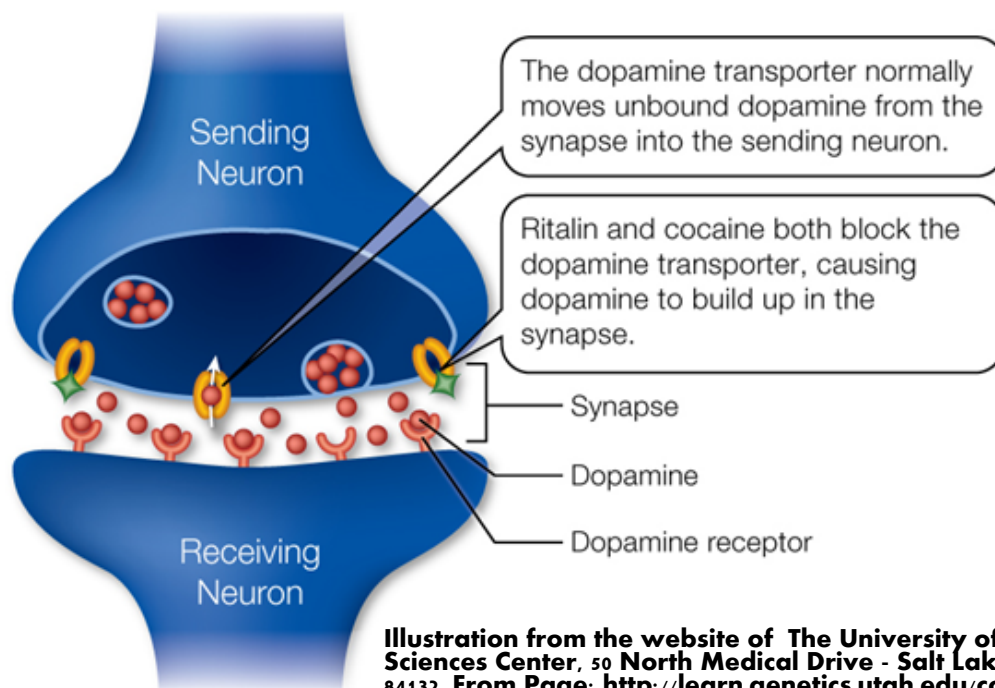 Sending
Neuron
The dopamine transporter normally
moves unbound dopamine from the
synapse into the sending neuron.
Ritalin and cocaine both block the
dopamine transporter, causing
dopamine to build up in the
synapse.
Synapse
Dopamine
Dopamine receptor
Receiving
Neuron
Illustration from the website of The University of
Sciences Center, 50 North Medical Drive - Salt Lak
84132 From Page: http://learn.genetics.utah.edu/co